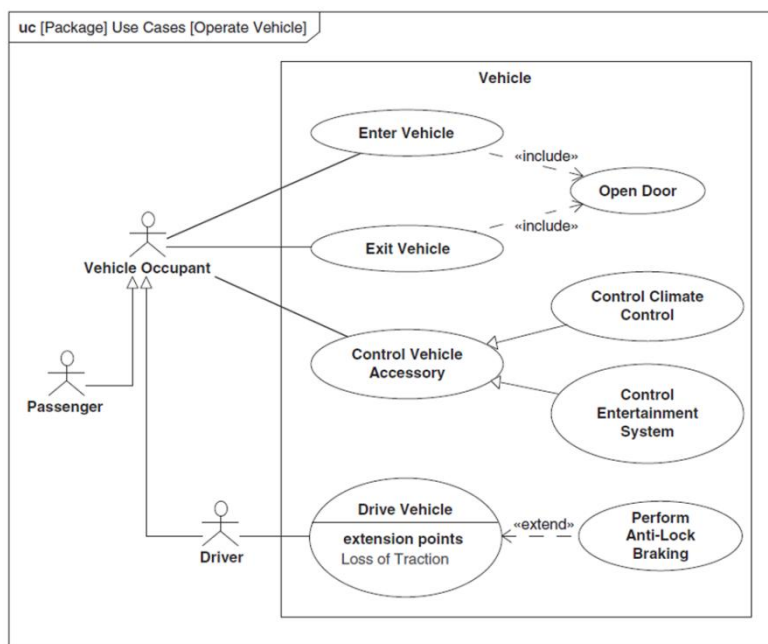 uc [Package] Use Cases [Operate Vehicle]
Vehicle
Enter Vehicle
«include»
Open Door
«include»
Exit Vehicle
Vehicle Occupant
Control Climate
Control
Control Vehicle
Accessory
Passenger
Control
Entertainment
System
Drive Vehicle
extension points
Loss of Traction
«extend»
Perform
Anti-Lock
Braking
Driver